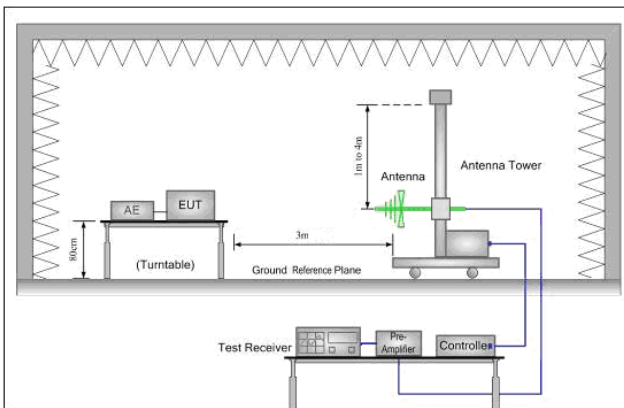 1m to 4m
Antenna
Antenna Tower
AE
EUT
3m
80cm
(Turntable)
Ground Reference Plane
Test Receiver
Pre-
Amplifier
Controller